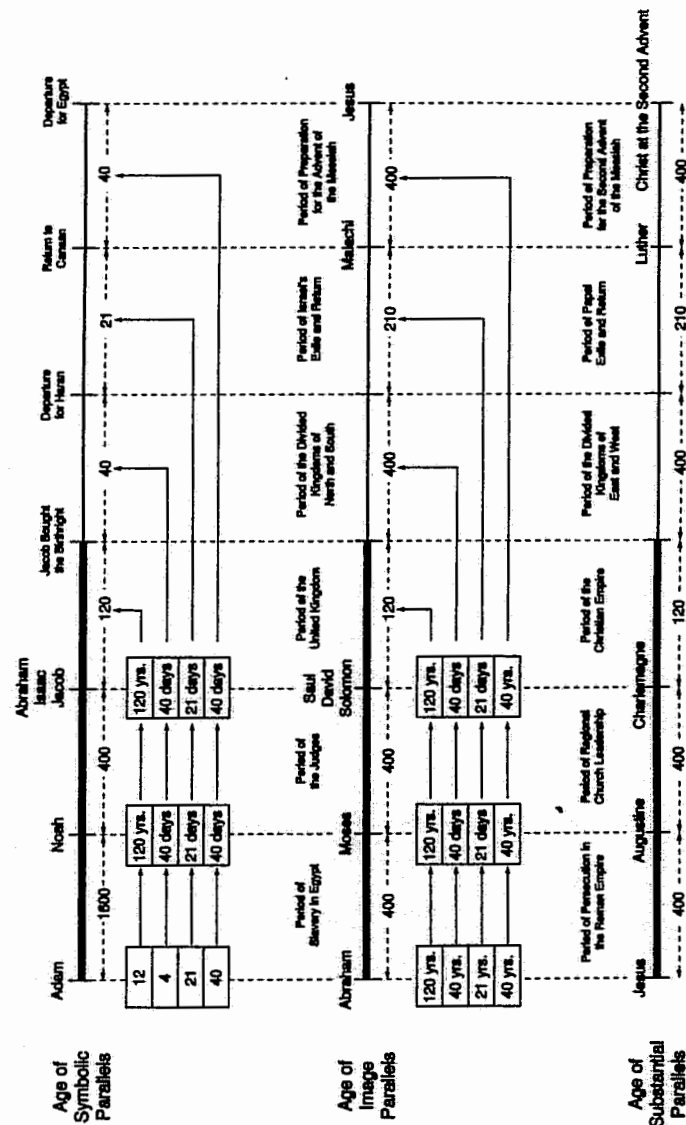 Age of
Symbolic
Parallels
Adam
Noah
Abraham
Isaac
Jacob
Jacob Bought
the Birthright
Departure
for Haran
Return to
Canaan
Departure
for Egypt
1600
400
120
40
21
40
12
4
21
40
120 yrs.
40 days
21 days
40 days
120 yrs.
40 days
21 days
40 days
Period of
Slavery in Egypt
Period of
the Judges
Period of the
United Kingdom
Period of the Divided
Kingdoms of
North and South
Period of Israel's
Exile and Return
Period of Preparation
for the Advent of
the Messiah
Age of
Image
Parallels
Abraham
Moses
Saul
David
Solomon
Malachi
Jesus
400
400
120
400
210
400
120 yrs.
40 yrs.
21 yrs.
40 yrs.
120 yrs.
40 days
21 days
40 yrs.
120 yrs.
40 days
21 days
40 yrs.
Period of Persecution in
the Roman Empire
Period of Regional
Church Leadership
Period of the
Christian Empire
Period of the Divided
Kingdoms of
East and West
Period of Papal
Exile and Return
Period of Preparation
for the Second Advent
of the Messiah
Age of
Substantial
Parallels
Jesus
Augustine
Charlemagne
Luther
Christ at the Second Advent
400
400
120
400
210
400